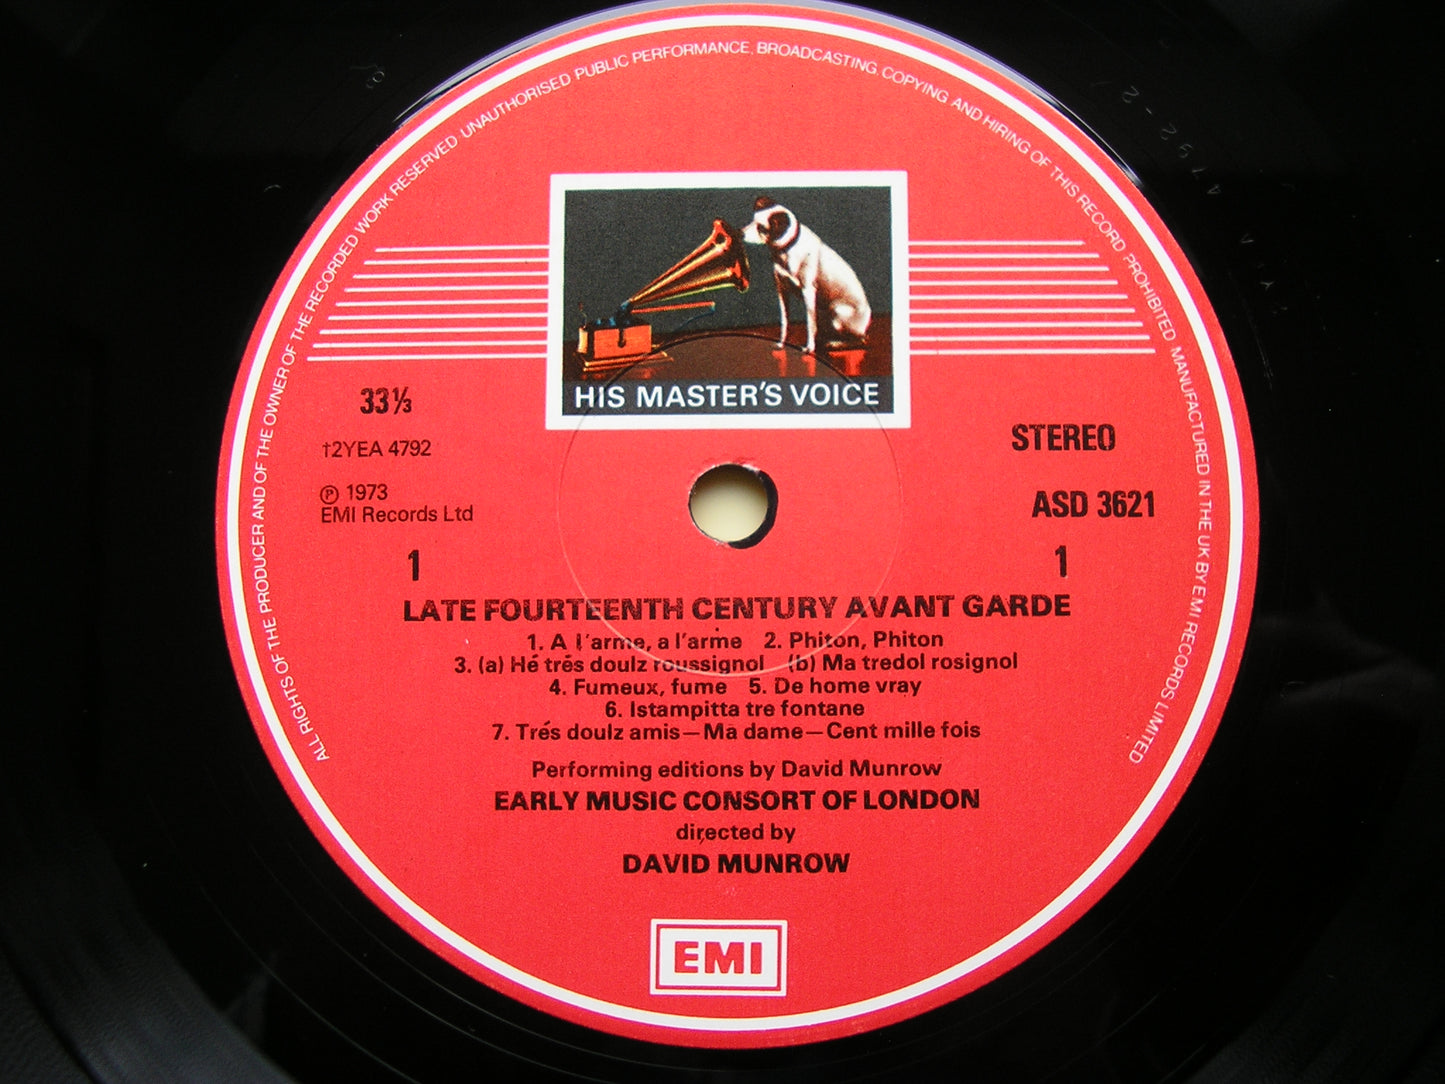 ALL RIGHTS OF THE PRODUCER AND OF THE OWNER OF THE RECORDED WORK RESERVED · UNAUTHORISED PUBLIC PERFORMANCE, BROADCASTING, COPYING AND HIRING OF THIS RECORD PROHIBITED MANUFACTURED IN THE UK BY EMI RECORDS LIMITED
HIS MASTER'S VOICE
33⅓
STEREO
†2YEA 4792
℗ 1973
EMI Records Ltd
ASD 3621
1 1
LATE FOURTEENTH CENTURY AVANT GARDE
1. A l'arme, a l'arme 2. Phiton, Phiton
3. (a) Hé trés doulz roussignol (b) Ma tredol rosignol
4. Fumeux, fume 5. De home vray
6. Istampitta tre fontane
7. Trés doulz amis—Ma dame—Cent mille fois
Performing editions by David Munrow
EARLY MUSIC CONSORT OF LONDON
directed by
DAVID MUNROW
EMI